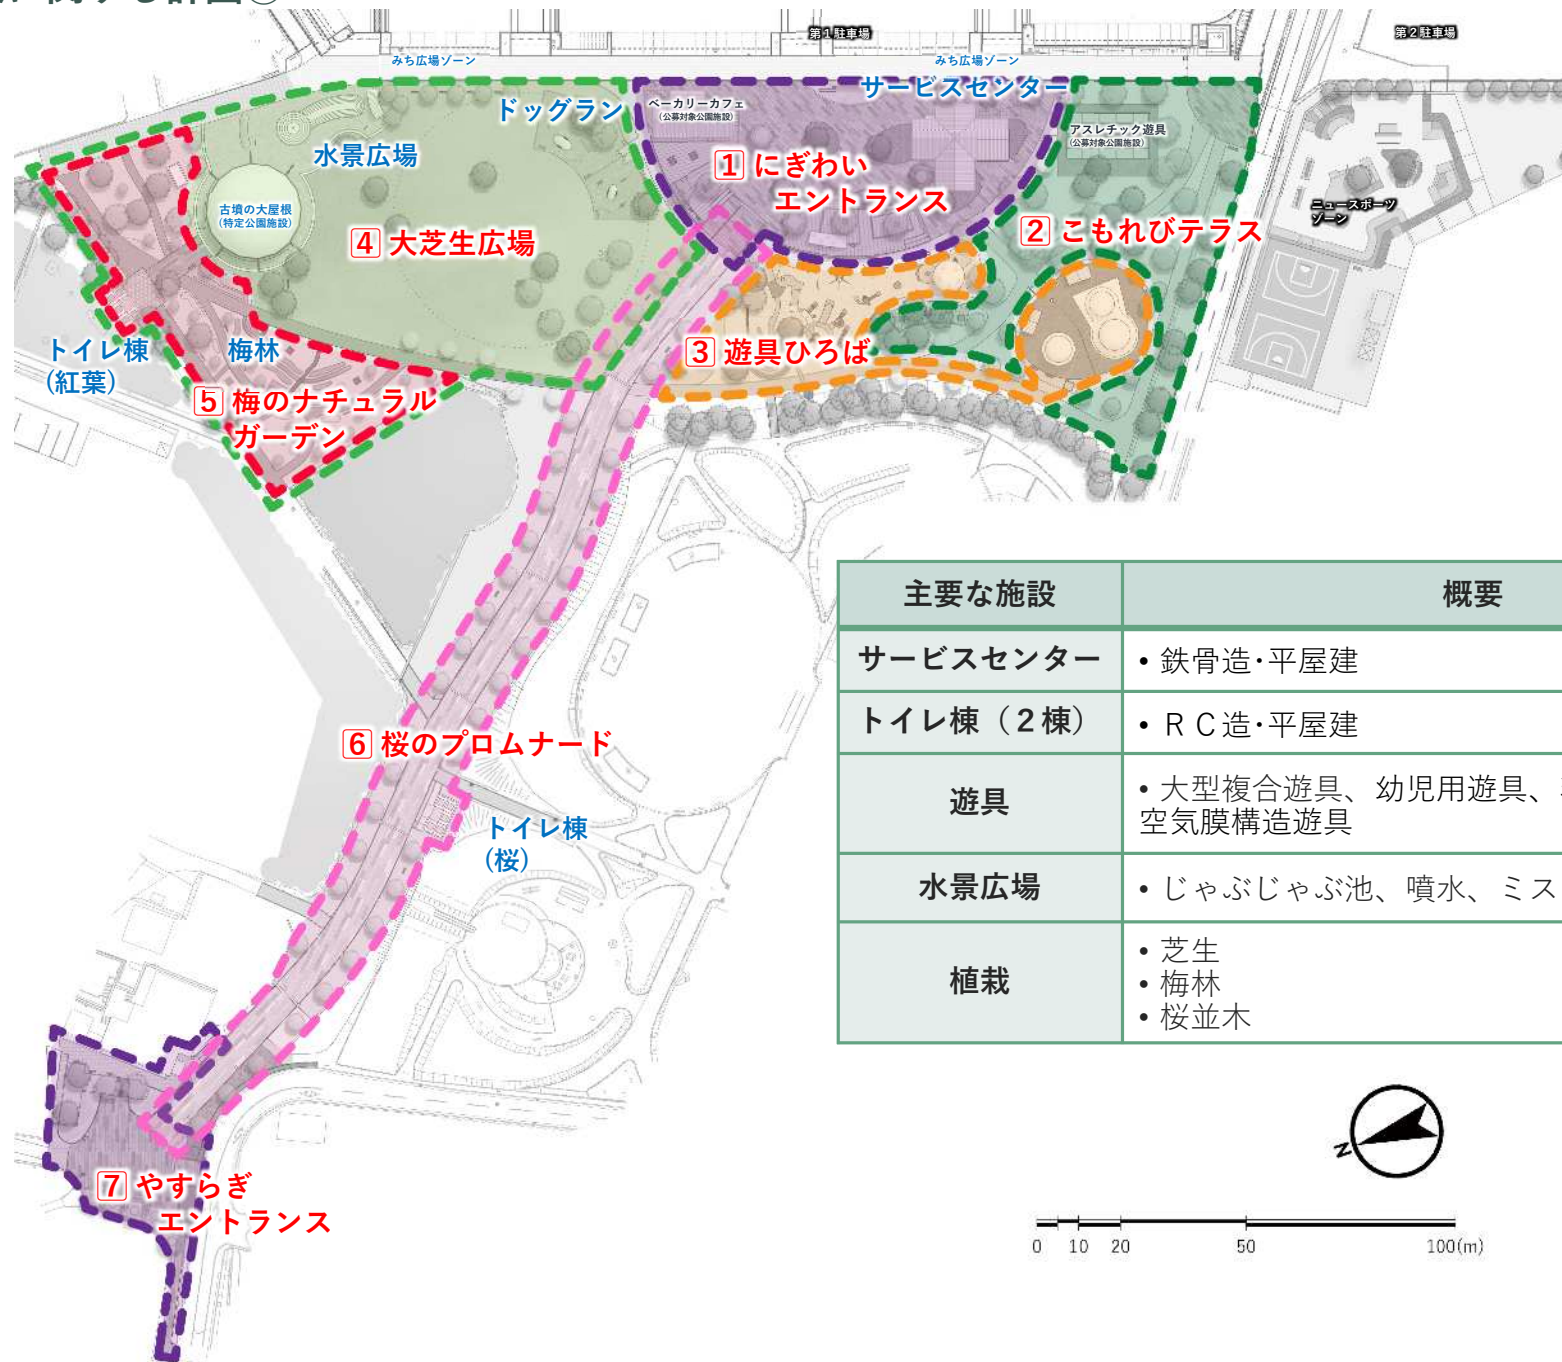 する計画
第1駐車場
第2駐車場
みち広場ゾーン
みち広場ゾーン
サービスセンター
ドッグラン
ベーカリーカフェ
(公募対象公園施設)
アスレチック遊具
(公募対象公園施設)
水景広場
1 にぎわい
エントランス
古墳の大屋根
(特定公園施設)
ニュースポーツ
ゾーン
4 大芝生広場
2 こもれびテラス
トイレ棟
(紅葉)
梅林
3 遊具ひろば
5 梅のナチュラル
ガーデン
主要な施設
概要
サービスセンター
• 鉄骨造･平屋建
トイレ棟（２棟）
• ＲＣ造･平屋建
遊具
• 大型複合遊具、幼児用遊具、
空気膜構造遊具
水景広場
• じゃぶじゃぶ池、噴水、ミス
植栽
• 芝生
• 梅林
• 桜並木
6 桜のプロムナード
トイレ棟
(桜)
7 やすらぎ
エントランス
N
0 10 20 50 100(m)